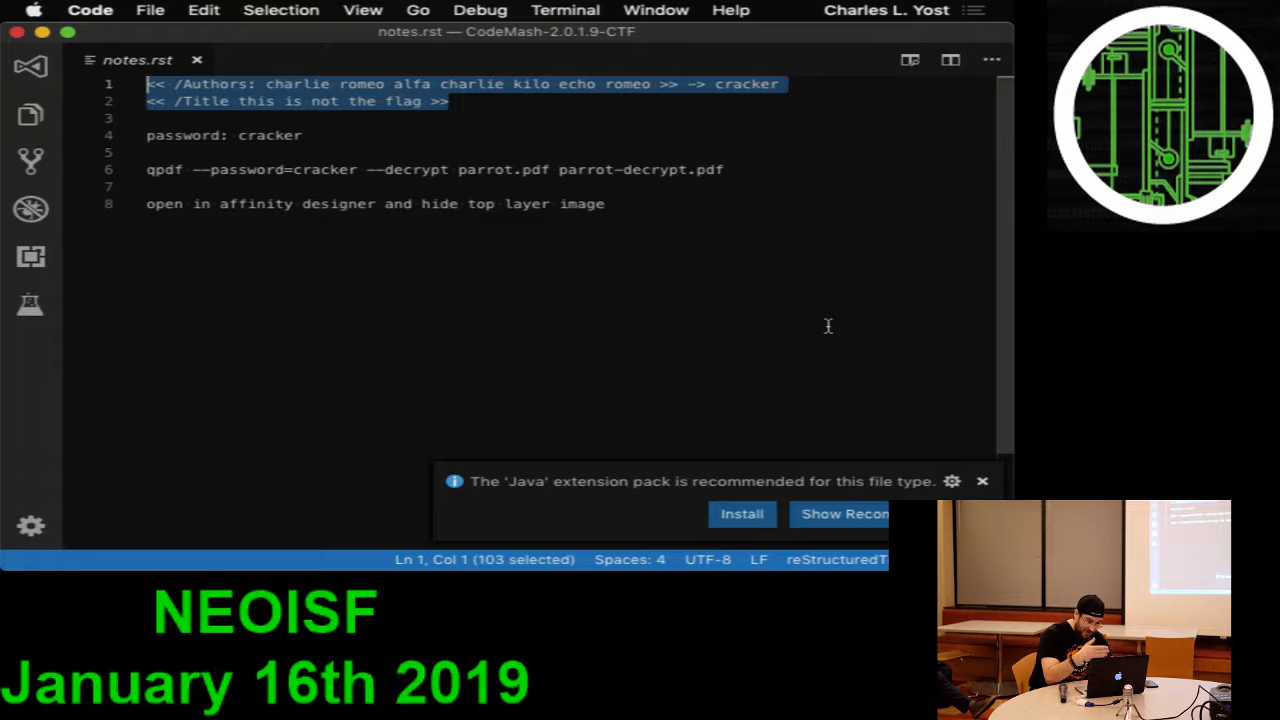 Code File Edit Selection View Go Debug Terminal Window Help Charles L. Yost
notes.rst — CodeMash-2.0.1.9-CTF
notes.rst
1 << /Authors: charlie romeo alfa charlie kilo echo romeo >> -> cracker
2 << /Title this is not the flag >>
3
4 password: cracker
5
6 qpdf --password=cracker --decrypt parrot.pdf parrot-decrypt.pdf
7
8 open in affinity designer and hide top layer image
The 'Java' extension pack is recommended for this file type.
Install Show Recon
Ln 1, Col 1 (103 selected) Spaces: 4 UTF-8 LF reStructuredT
NEOISF
January 16th 2019